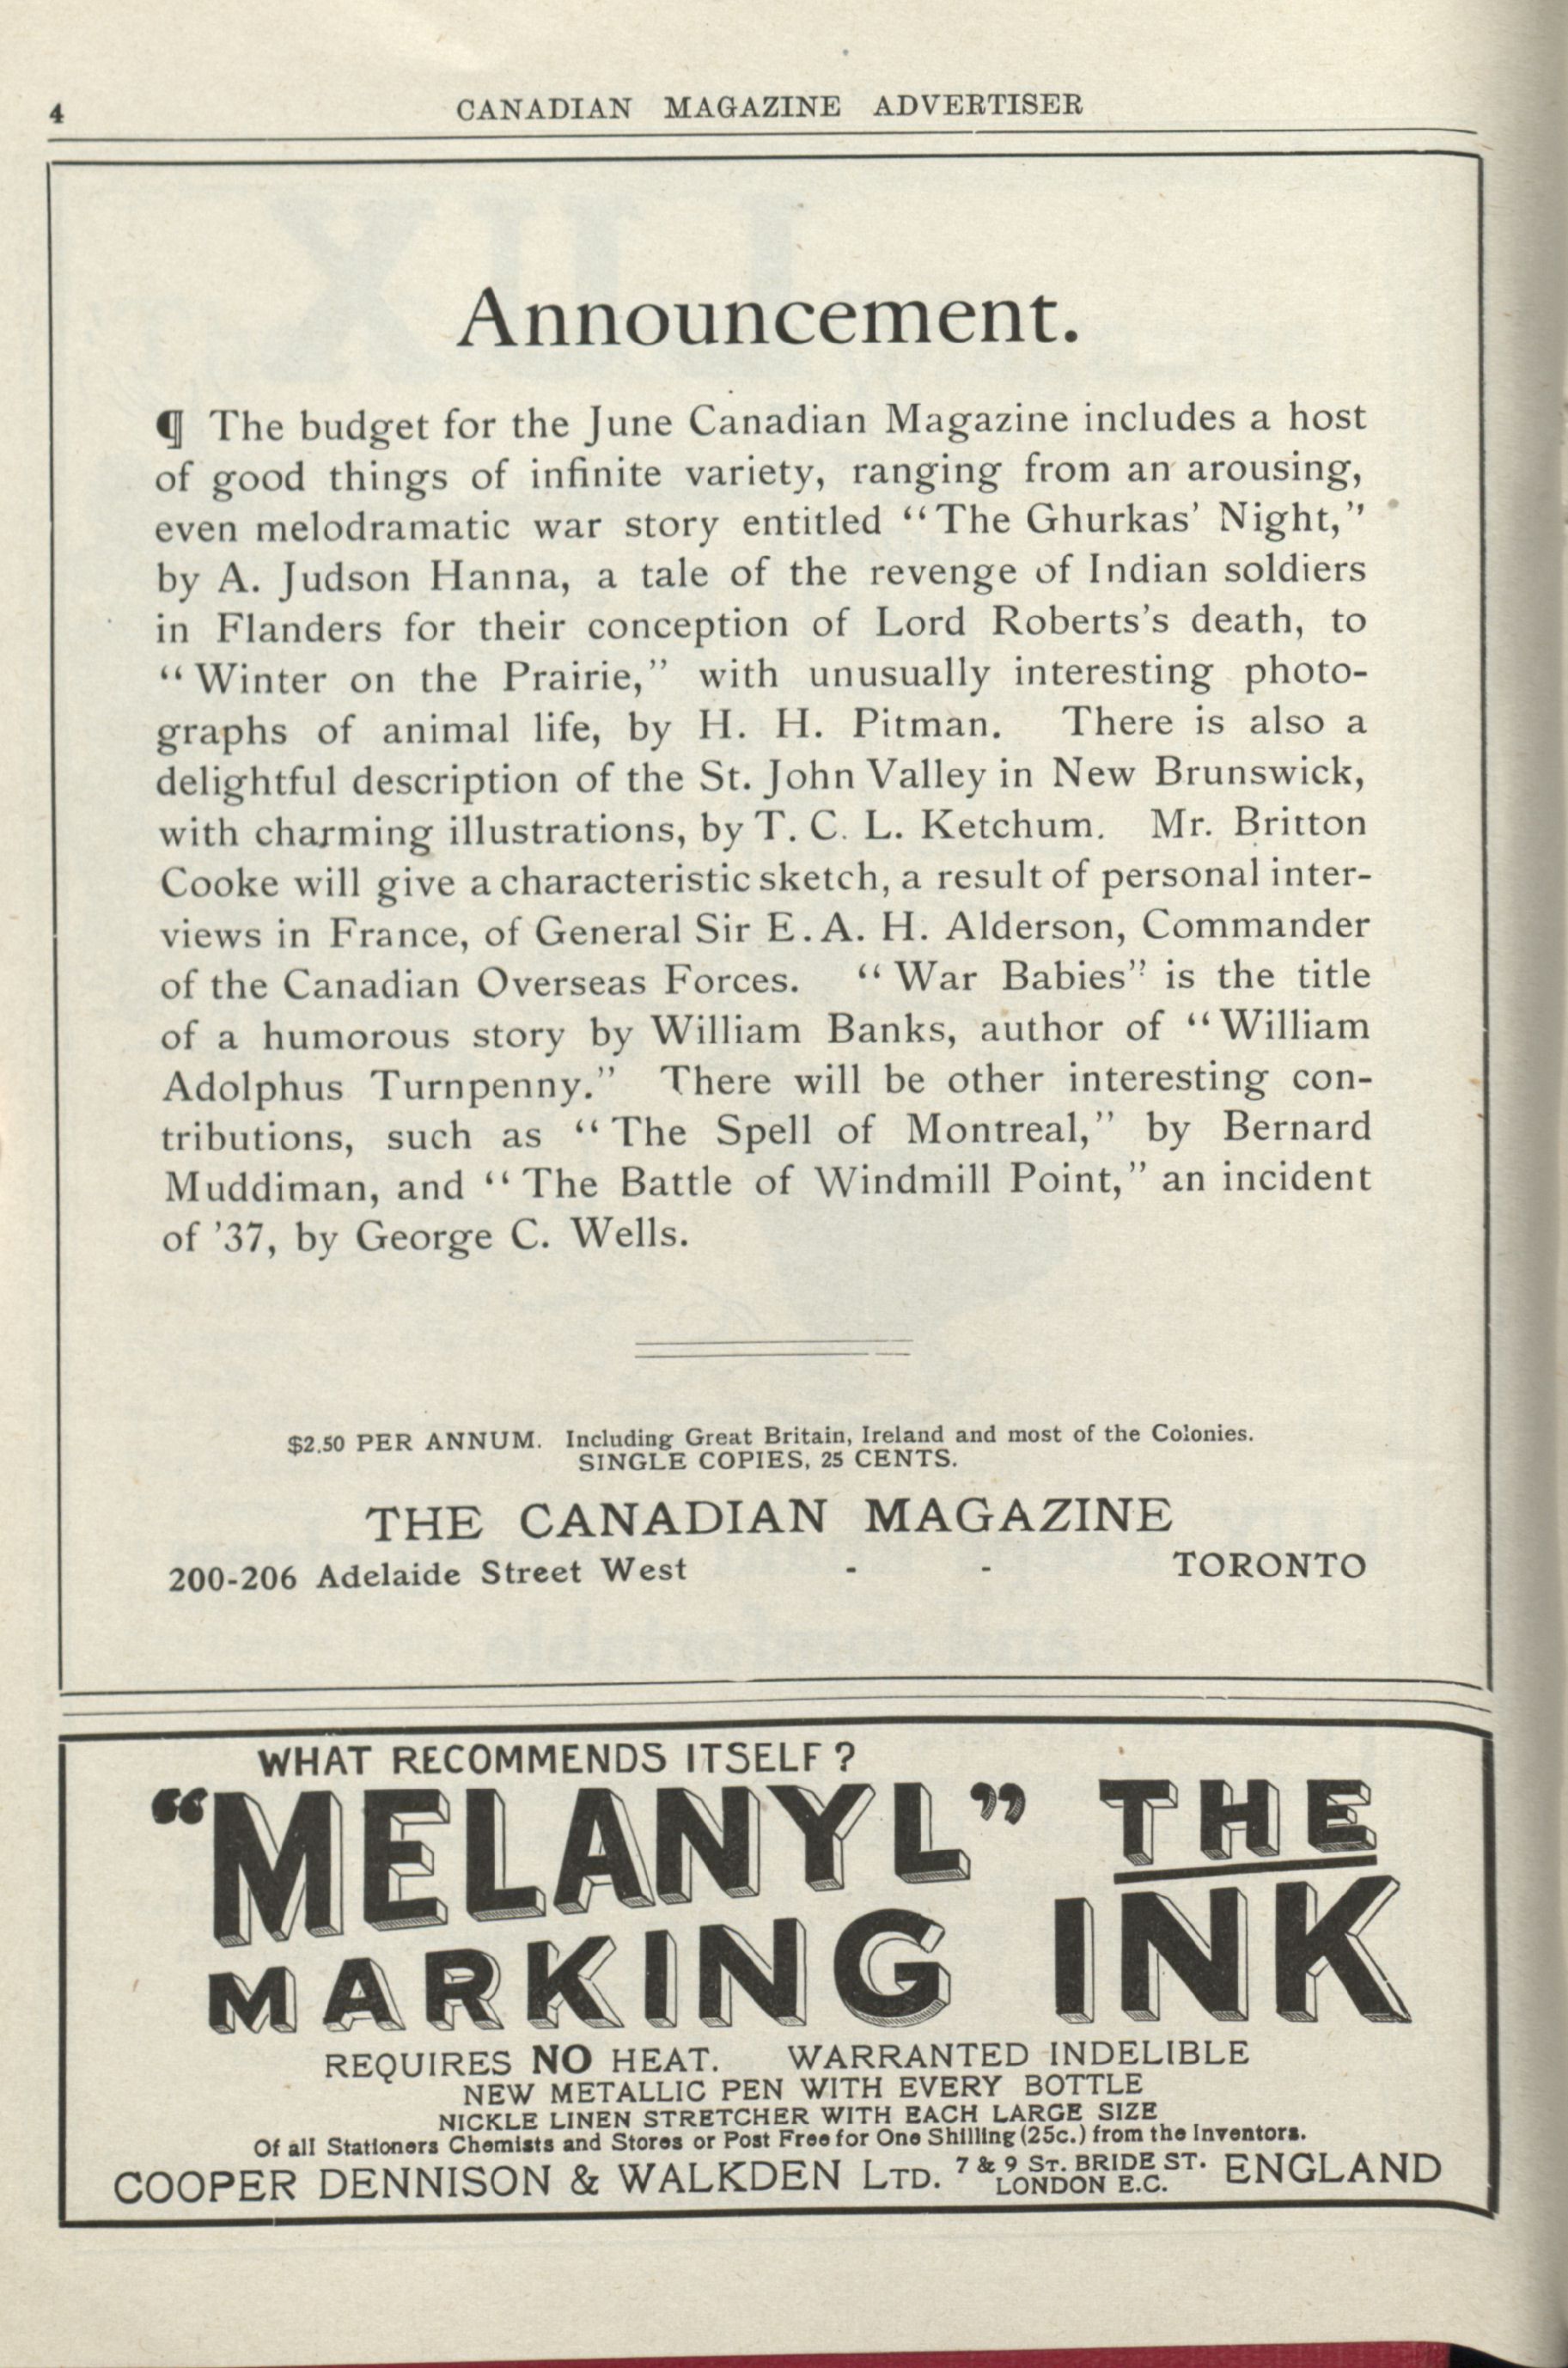 4
CANADIAN MAGAZINE ADVERTISER
Announcement.
¶ The budget for the June Canadian Magazine includes a host
of good things of infinite variety, ranging from an arousing,
even melodramatic war story entitled “The Ghurkas’ Night,”
by A. Judson Hanna, a tale of the revenge of Indian soldiers
in Flanders for their conception of Lord Roberts’s death, to
“Winter on the Prairie,” with unusually interesting photo-
graphs of animal life, by H. H. Pitman. There is also a
delightful description of the St. John Valley in New Brunswick,
with charming illustrations, by T. C. L. Ketchum. Mr. Britton
Cooke will give a characteristic sketch, a result of personal inter-
views in France, of General Sir E. A. H. Alderson, Commander
of the Canadian Overseas Forces. “War Babies” is the title
of a humorous story by William Banks, author of “William
Adolphus Turnpenny.” There will be other interesting con-
tributions, such as “The Spell of Montreal,” by Bernard
Muddiman, and “The Battle of Windmill Point,” an incident
of ’37, by George C. Wells.
$2.50 PER ANNUM. Including Great Britain, Ireland and most of the Colonies.
SINGLE COPIES, 25 CENTS.
THE CANADIAN MAGAZINE
200-206 Adelaide Street West - - TORONTO
WHAT RECOMMENDS ITSELF?
“MELANYL” THE
MARKING INK
REQUIRES NO HEAT. WARRANTED INDELIBLE
NEW METALLIC PEN WITH EVERY BOTTLE
NICKLE LINEN STRETCHER WITH EACH LARGE SIZE
Of all Stationers Chemists and Stores or Post Free for One Shilling (25c.) from the Inventors.
COOPER DENNISON & WALKDEN LTD. 7 & 9 ST. BRIDE ST. LONDON E.C. ENGLAND